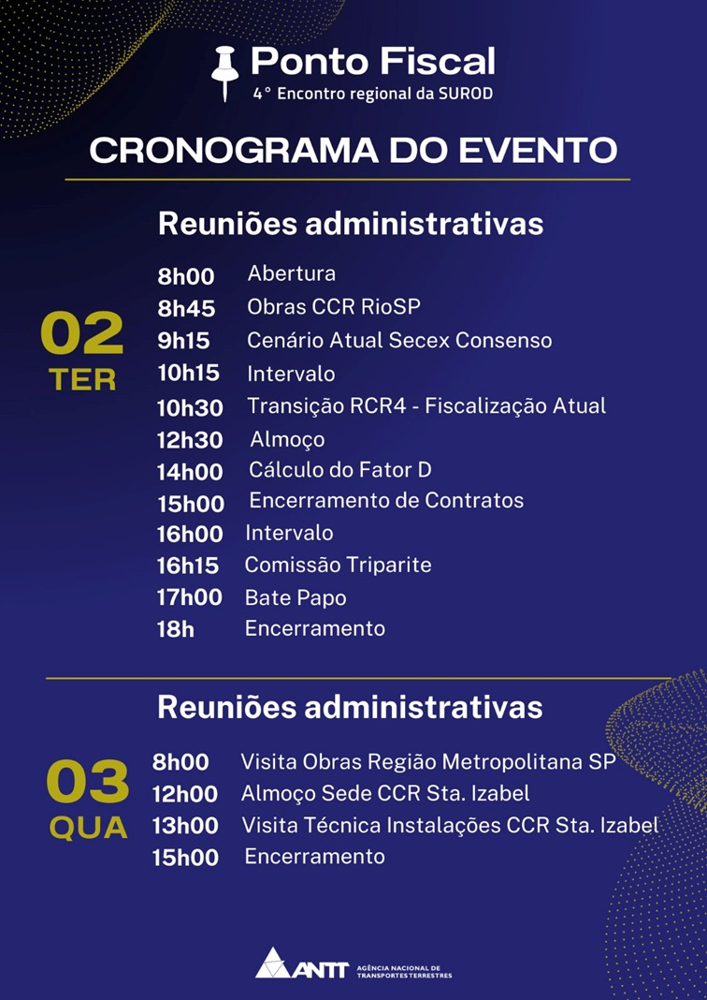 Ponto Fiscal
4° Encontro regional da SUROD
CRONOGRAMA DO EVENTO
Reuniões administrativas
02
TER
8h00 Abertura
8h45 Obras CCR RioSP
9h15 Cenário Atual Secex Consenso
10h15 Intervalo
10h30 Transição RCR4 - Fiscalização Atual
12h30 Almoço
14h00 Cálculo do Fator D
15h00 Encerramento de Contratos
16h00 Intervalo
16h15 Comissão Triparite
17h00 Bate Papo
18h Encerramento
Reuniões administrativas
03
QUA
8h00 Visita Obras Região Metropolitana SP
12h00 Almoço Sede CCR Sta. Izabel
13h00 Visita Técnica Instalações CCR Sta. Izabel
15h00 Encerramento
ANTT
AGÊNCIA NACIONAL DE
TRANSPORTES TERRESTRES